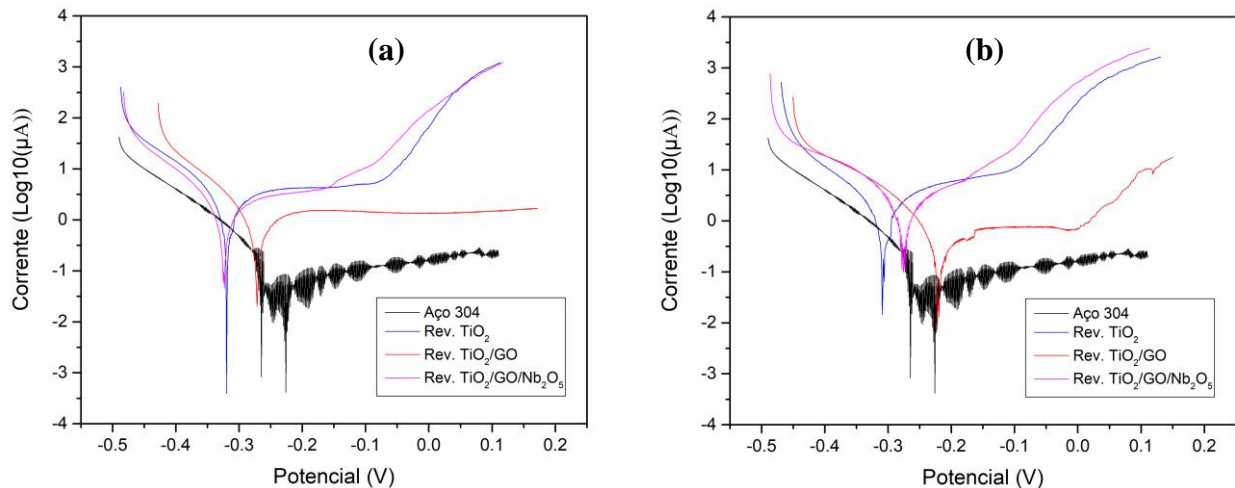 (a)
Corrente (Log10(µA))
4
3
2
1
0
-1
-2
-3
-4
Aço 304
Rev. TiO₂
Rev. TiO₂/GO
Rev. TiO₂/GO/Nb₂O₅
-0.5 -0.4 -0.3 -0.2 -0.1 0.0 0.1 0.2
Potencial (V)
(b)
Corrente (Log10(µA))
4
3
2
1
0
-1
-2
-3
-4
Aço 304
Rev. TiO₂
Rev. TiO₂/GO
Rev. TiO₂/GO/Nb₂O₅
-0.5 -0.4 -0.3 -0.2 -0.1 0.0 0.1 0.2
Potencial (V)